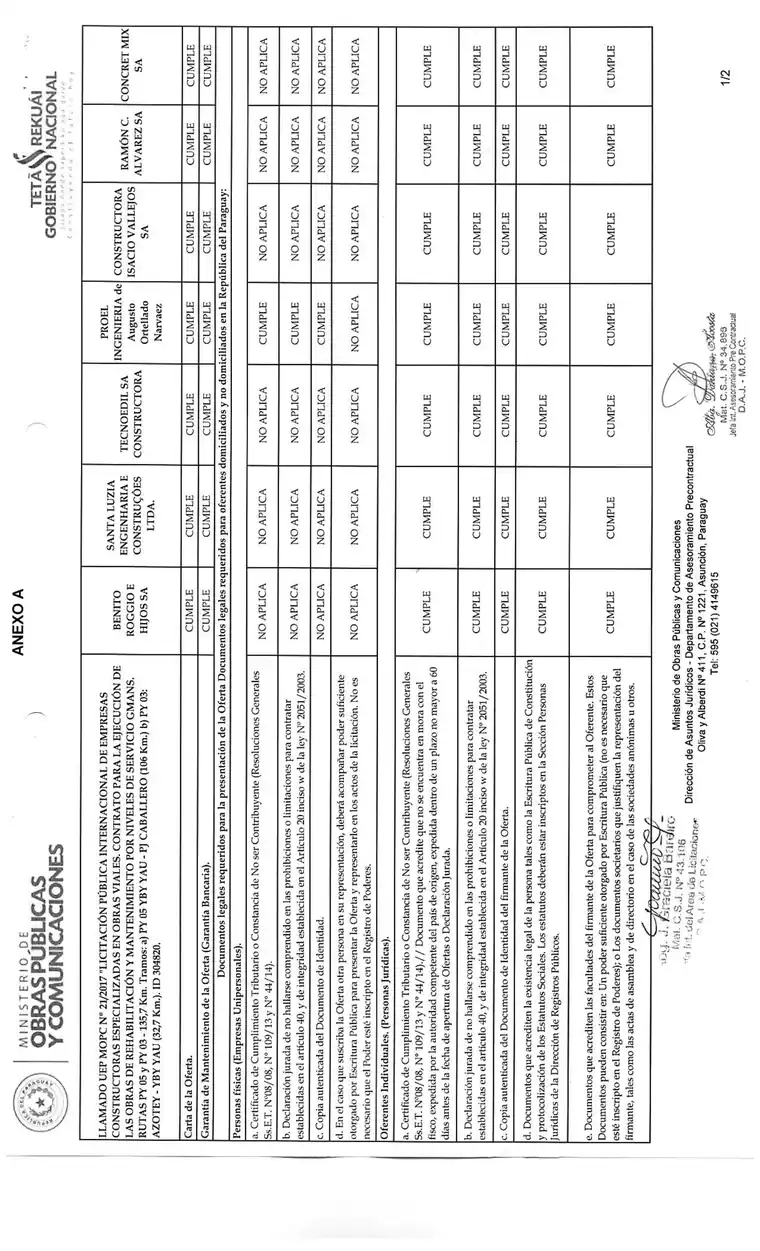 MINISTERIO DE
OBRAS PÚBLICAS
Y COMUNICACIONES
TETÃ REKUÁI
GOBIERNO NACIONAL
ANEXO A
LLAMADO UEP MOPC N° 21/2017 "LICITACIÓN PÚBLICA INTERNACIONAL DE EMPRESAS
CONSTRUCTORAS ESPECIALIZADAS EN OBRAS VIALES. CONTRATO PARA LA EJECUCIÓN DE
LAS OBRAS DE REHABILITACIÓN Y MANTENIMIENTO POR NIVELES DE SERVICIO GMANS.
RUTAS PY 05 y PY 03 - 135,7 Km. Tramos: a) PY 05 YBY YAU - PJ CABALLERO (106 Km.) b) PY 03:
AZOTEY - YBY YAU (32,7 Km.). ID 304820.
BENITO
ROGGIO E
HIJOS SA
SANTA LUZIA
ENGENHARIA E
CONSTRUÇÕES
LTDA.
TECNOEDIL SA
CONSTRUCTORA
PROEL
INGENIERIA de
Augusto
Ortellado
Narvaez
CONSTRUCTORA
ISACIO VALLEJOS
SA
RAMÓN C.
ALVAREZ SA
CONCRET MIX
SA
Carta de la Oferta. CUMPLE CUMPLE CUMPLE CUMPLE CUMPLE CUMPLE CUMPLE
Garantía de Mantenimiento de la Oferta (Garantía Bancaria). CUMPLE CUMPLE CUMPLE CUMPLE CUMPLE CUMPLE CUMPLE
Documentos legales requeridos para la presentación de la Oferta Documentos legales requeridos para oferentes domiciliados y no domiciliados en la República del Paraguay:
Personas físicas (Empresas Unipersonales).
a. Certificado de Cumplimiento Tributario o Constancia de No ser Contribuyente (Resoluciones Generales
Ss.E.T. N°08/08, N° 109/13 y N° 44/14).
NO APLICA NO APLICA NO APLICA CUMPLE NO APLICA NO APLICA NO APLICA
b. Declaración jurada de no hallarse comprendido en las prohibiciones o limitaciones para contratar
establecidas en el artículo 40, y de integridad establecida en el Artículo 20 inciso w de la ley N° 2051/2003.
NO APLICA NO APLICA NO APLICA CUMPLE NO APLICA NO APLICA NO APLICA
c. Copia autenticada del Documento de Identidad. NO APLICA NO APLICA NO APLICA CUMPLE NO APLICA NO APLICA NO APLICA
d. En el caso que suscriba la Oferta otra persona en su representación, deberá acompañar poder suficiente
otorgado por Escritura Pública para presentar la Oferta y representarlo en los actos de la licitación. No es
necesario que el Poder esté inscripto en el Registro de Poderes.
NO APLICA NO APLICA NO APLICA NO APLICA NO APLICA NO APLICA NO APLICA
Oferentes Individuales. (Personas Jurídicas).
a. Certificado de Cumplimiento Tributario o Constancia de No ser Contribuyente (Resoluciones Generales
Ss.E.T. N°08/08, N° 109/13 y N° 44/14).// Documento que acredite que no se encuentra en mora con el
fisco, expedida por la autoridad competente del país de origen, expedida dentro de un plazo no mayor a 60
días antes de la fecha de apertura de Ofertas o Declaración Jurada.
CUMPLE CUMPLE CUMPLE CUMPLE CUMPLE CUMPLE CUMPLE
b. Declaración jurada de no hallarse comprendido en las prohibiciones o limitaciones para contratar
establecidas en el artículo 40, y de integridad establecida en el Artículo 20 inciso w de la ley N° 2051/2003.
CUMPLE CUMPLE CUMPLE CUMPLE CUMPLE CUMPLE CUMPLE
c. Copia autenticada del Documento de Identidad del firmante de la Oferta. CUMPLE CUMPLE CUMPLE CUMPLE CUMPLE CUMPLE CUMPLE
d. Documentos que acrediten la existencia legal de la persona tales como la Escritura Pública de Constitución
y protocolización de los Estatutos Sociales. Los estatutos deberán estar inscriptos en la Sección Personas
Jurídicas de la Dirección de Registros Públicos.
CUMPLE CUMPLE CUMPLE CUMPLE CUMPLE CUMPLE CUMPLE
e. Documentos que acrediten las facultades del firmante de la Oferta para comprometer al Oferente. Estos
Documentos pueden consistir en: Un poder suficiente otorgado por Escritura Pública (no es necesario que
esté inscripto en el Registro de Poderes); o Los documentos societarios que justifiquen la representación del
firmante, tales como las actas de asamblea y de directorio en el caso de las sociedades anónimas u otros.
CUMPLE CUMPLE CUMPLE CUMPLE CUMPLE CUMPLE CUMPLE
J. Graciela
Mat. C.S.J. N° 43.106
Int. del Area de Licitaciones
Ministerio de Obras Públicas y Comunicaciones
Dirección de Asuntos Jurídicos - Departamento de Asesoramiento Precontractual
Oliva y Alberdi N° 411, C.P. N° 1221, Asunción, Paraguay
Tel: 595 (021) 4149615
Mat. C.S.J. N° 34.893
Jefa Int. Asesoramiento Pre Contractual
D.A.J. - M.O.P.C.
1/2